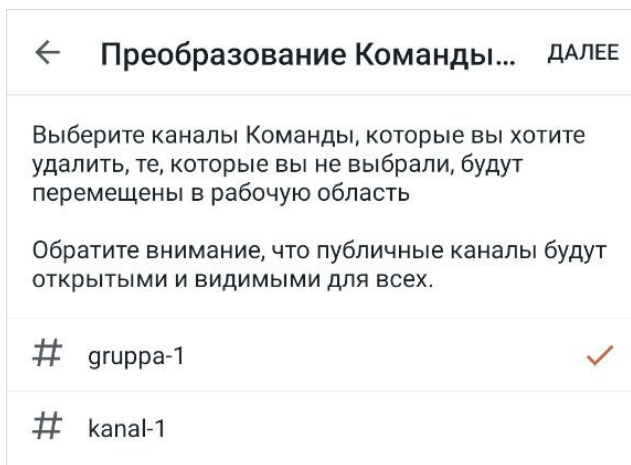 Преобразование Команды... ДАЛЕЕ
Выберите каналы Команды, которые вы хотите
удалить, те, которые вы не выбрали, будут
перемещены в рабочую область
Обратите внимание, что публичные каналы будут
открытыми и видимыми для всех.
# gruppa-1
# kanal-1